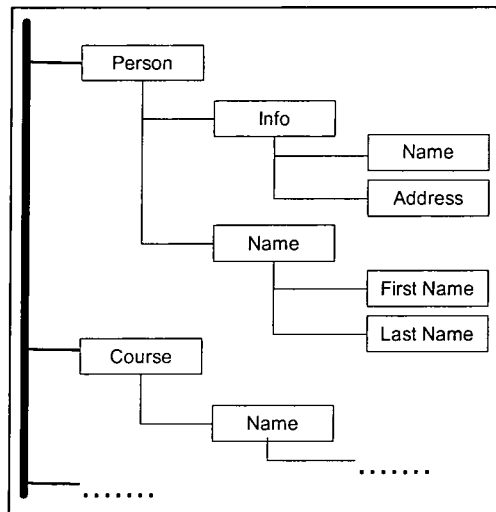 Person
Info
Name
Address
Name
First Name
Last Name
Course
Name
.......
.......